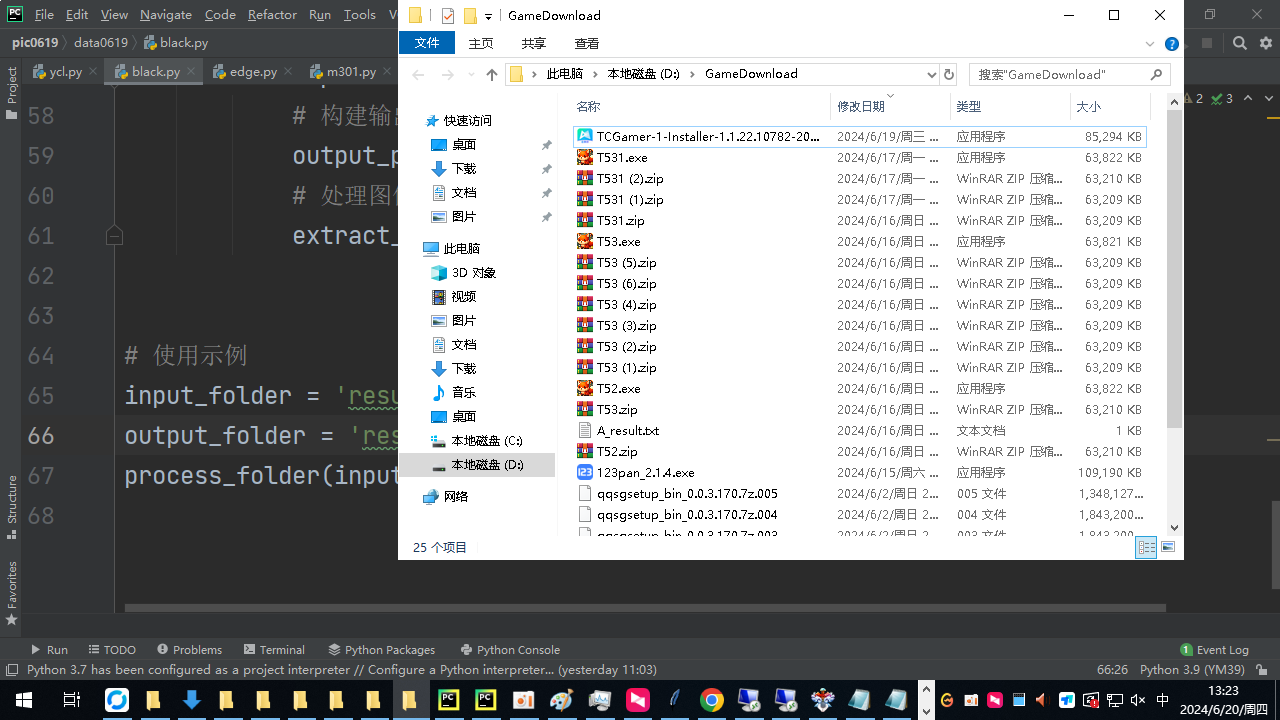 File Edit View Navigate Code Refactor Run Tools
GameDownload
文件 主页 共享 查看
pic0619 data0619 black.py
此电脑 本地磁盘 (D:) GameDownload
搜索"GameDownload"
ycl.py black.py edge.py m301.py
2 3
Project
Structure
Favorites
58
# 构建输
59
output_p
60
# 处理图
61
extract_
62
63
64
# 使用示例
65
input_folder = 'resu
66
output_folder = 'res
67
process_folder(input
68
快速访问
桌面
下载
文档
图片
此电脑
3D 对象
视频
图片
文档
下载
音乐
桌面
本地磁盘 (C:)
本地磁盘 (D:)
网络
名称 修改日期 类型 大小
TCGamer-1-Installer-1.1.22.10782-20... 2024/6/19/周三 ... 应用程序 85,294 KB
T531.exe 2024/6/17/周一 ... 应用程序 63,822 KB
T531 (2).zip 2024/6/17/周一 ... WinRAR ZIP 压缩... 63,210 KB
T531 (1).zip 2024/6/17/周一 ... WinRAR ZIP 压缩... 63,209 KB
T531.zip 2024/6/16/周日 ... WinRAR ZIP 压缩... 63,209 KB
T53.exe 2024/6/16/周日 ... 应用程序 63,821 KB
T53 (5).zip 2024/6/16/周日 ... WinRAR ZIP 压缩... 63,209 KB
T53 (6).zip 2024/6/16/周日 ... WinRAR ZIP 压缩... 63,209 KB
T53 (4).zip 2024/6/16/周日 ... WinRAR ZIP 压缩... 63,209 KB
T53 (3).zip 2024/6/16/周日 ... WinRAR ZIP 压缩... 63,209 KB
T53 (2).zip 2024/6/16/周日 ... WinRAR ZIP 压缩... 63,209 KB
T53 (1).zip 2024/6/16/周日 ... WinRAR ZIP 压缩... 63,209 KB
T52.exe 2024/6/16/周日 ... 应用程序 63,822 KB
T53.zip 2024/6/16/周日 ... WinRAR ZIP 压缩... 63,210 KB
A_result.txt 2024/6/16/周日 ... 文本文档 1 KB
T52.zip 2024/6/16/周日 ... WinRAR ZIP 压缩... 63,210 KB
123pan_2.1.4.exe 2024/6/15/周六 ... 应用程序 109,190 KB
qqsgsetup_bin_0.0.3.170.7z.005 2024/6/2/周日 2... 005 文件 1,348,127...
qqsgsetup_bin_0.0.3.170.7z.004 2024/6/2/周日 2... 004 文件 1,843,200...
qqsgsetup_bin_0.0.3.170.7z.003 2024/6/2/周日 2... 003 文件 1,843,200...
25 个项目
Run TODO Problems Terminal Python Packages Python Console 1 Event Log
Python 3.7 has been configured as a project interpreter // Configure a Python interpreter... (yesterday 11:03) 66:26 Python 3.9 (YM39)
中
13:23
2024/6/20/周四